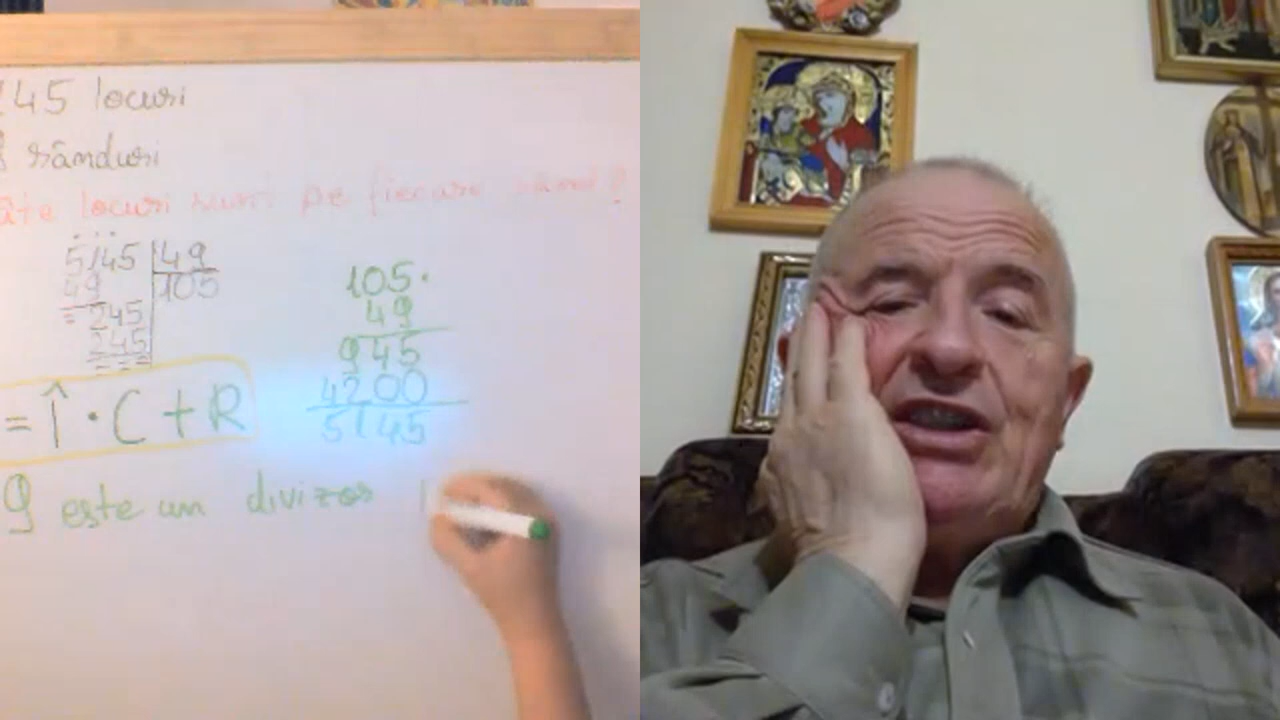 145 locuri
rânduri
locuri sunt pe fiecare rând?
5145 49
49 105
=245
245
===
105·
49
945
4200
5145
= Î · C + R
9 este un divizor